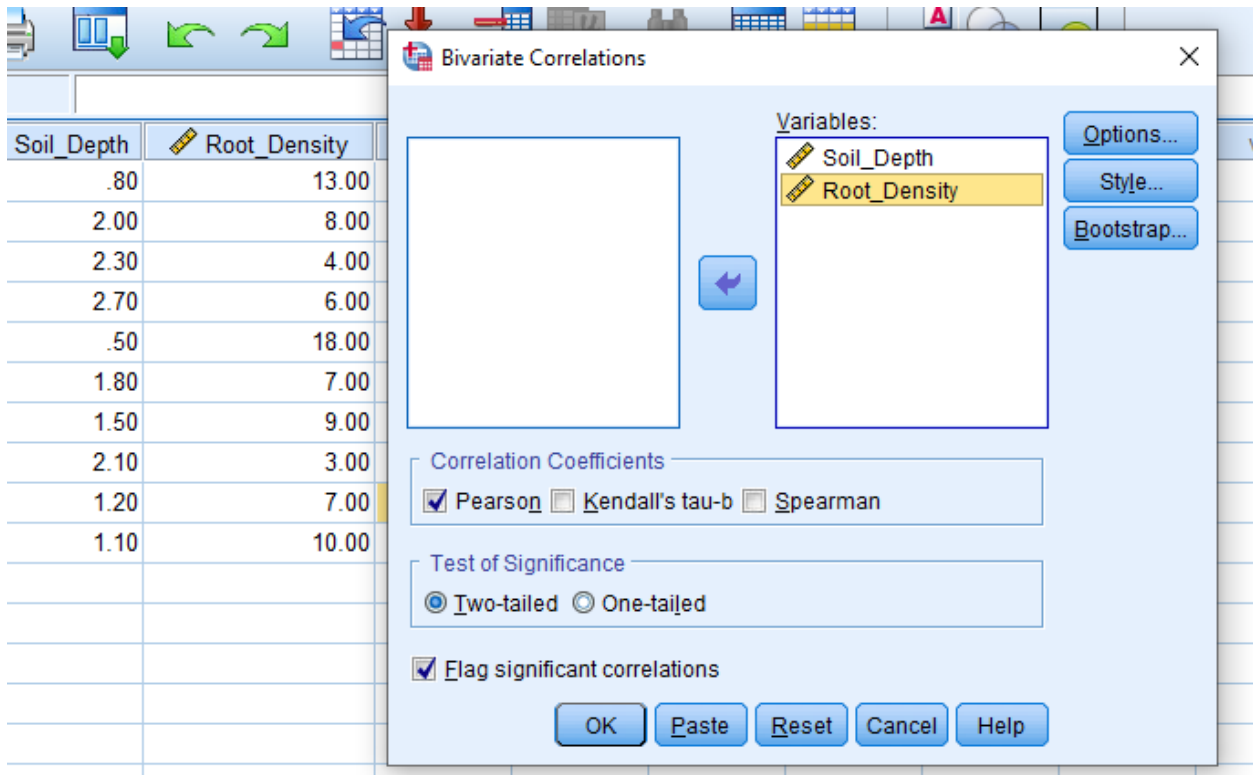 Bivariate Correlations
Soil_Depth Root_Density
.80 13.00
2.00 8.00
2.30 4.00
2.70 6.00
.50 18.00
1.80 7.00
1.50 9.00
2.10 3.00
1.20 7.00
1.10 10.00
Variables:
Soil_Depth
Root_Density
Options...
Style...
Bootstrap...
Correlation Coefficients
Pearson Kendall's tau-b Spearman
Test of Significance
Two-tailed One-tailed
Flag significant correlations
OK Paste Reset Cancel Help
A